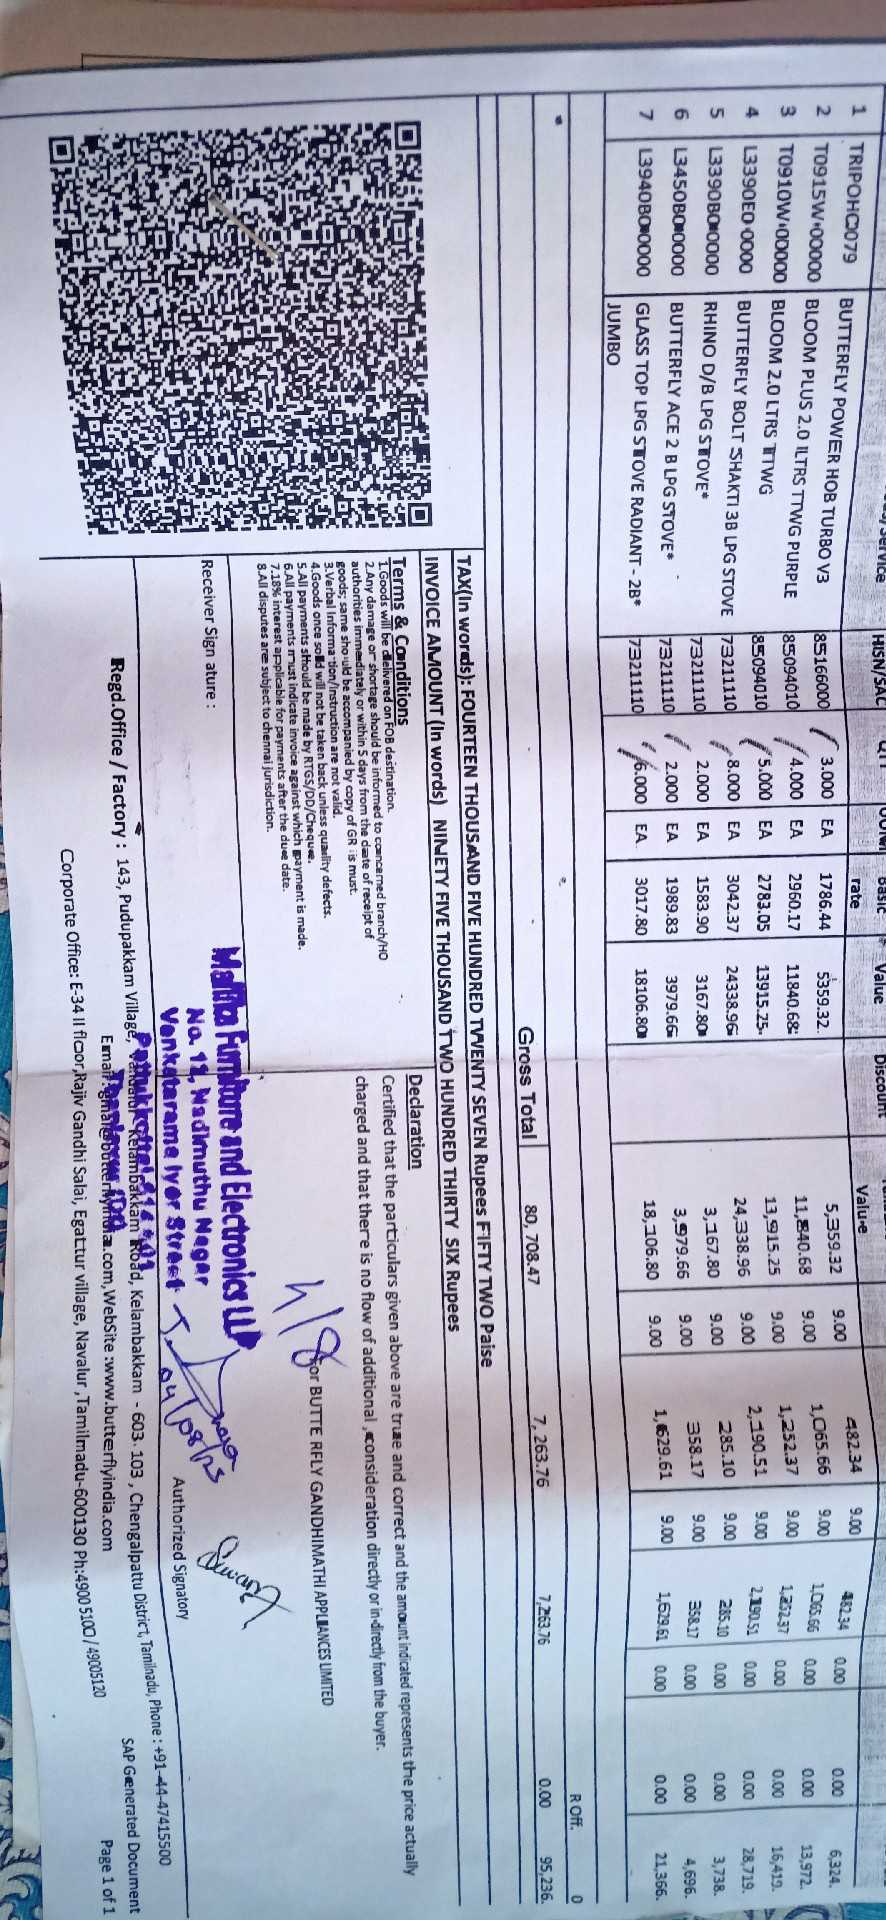 HSN/SAC Basic rate Value Discount Value
1 TRIPOHC0079 BUTTERFLY POWER HOB TURBO V3 85166000 3.000 EA 1786.44 5359.32 5,359.32 9.00 482.34 9.00 482.34 0.00 0.00 6,324.
2 T0915W00000 BLOOM PLUS 2.0 LTRS TTWG PURPLE 85094010 4.000 EA 2960.17 11840.68 11,840.68 9.00 1,065.66 9.00 1,065.66 0.00 0.00 13,972.
3 T0910W00000 BLOOM 2.0 LTRS TTWG 85094010 5.000 EA 2783.05 13915.25 13,915.25 9.00 1,252.37 9.00 1,252.37 0.00 0.00 16,419.
4 L3390E00000 BUTTERFLY BOLT SHAKTI 3B LPG STOVE 73211110 8.000 EA 3042.37 24338.96 24,338.96 9.00 2,190.51 9.00 2,190.51 0.00 0.00 28,719.
5 L3390B00000 RHINO D/B LPG STOVE* 73211110 2.000 EA 1583.90 3167.80 3,167.80 9.00 285.10 9.00 285.10 0.00 0.00 3,738.
6 L3450B00000 BUTTERFLY ACE 2 B LPG STOVE* 73211110 2.000 EA 1989.83 3979.66 3,979.66 9.00 358.17 9.00 358.17 0.00 0.00 4,696.
7 L3940B00000 GLASS TOP LPG STOVE RADIANT - 2B* 73211110 6.000 EA 3017.80 18106.80 18,106.80 9.00 1,629.61 9.00 1,629.61 0.00 0.00 21,366.
JUMBO
R Off. 0
Gross Total 80,708.47 7,263.76 7,263.76 0.00 95,236.
TAX(In words): FOURTEEN THOUSAND FIVE HUNDRED TWENTY SEVEN Rupees FIFTY TWO Paise
INVOICE AMOUNT (In words) NINETY FIVE THOUSAND TWO HUNDRED THIRTY SIX Rupees
Terms & Conditions
1.Goods will be delivered on FOB destination.
2.Any damage or shortage should be informed to concerned branch/HO
authorities immediately or within 5 days from the date of receipt of
goods; same should be accompanied by copy of GR is must.
3.Verbal Information/Instruction are not valid.
4.Goods once sold will not be taken back unless quality defects.
5.All payments should be made by RTGS/DD/Cheque.
6.All payments must indicate invoice against which payment is made.
7.18% interest applicable for payments after the due date.
8.All disputes are subject to chennai jurisdiction.
Declaration
Certified that the particulars given above are true and correct and the amount indicated represents the price actually
charged and that there is no flow of additional consideration directly or indirectly from the buyer.
4/8
for BUTTERFLY GANDHIMATHI APPLIANCES LIMITED
Receiver Signature :
Mallika Furniture and Electronics LLP
No. 12, Nadimuthu Nagar
Venkatarama Iyer Street
04/08/25
Authorized Signatory
Regd.Office / Factory : 143, Pudupakkam Village, Vandalur Kelambakkam Road, Kelambakkam - 603 103 , Chengalpattu District, Tamilnadu, Phone : +91-44-47415500
SAP Generated Document
WebSite :www.butterflyindia.com
Corporate Office: E-34 II floor,Rajiv Gandhi Salai, Egattur village, Navalur ,Tamilmadu-600130 Ph:49005100/ 49005120
Page 1 of 1